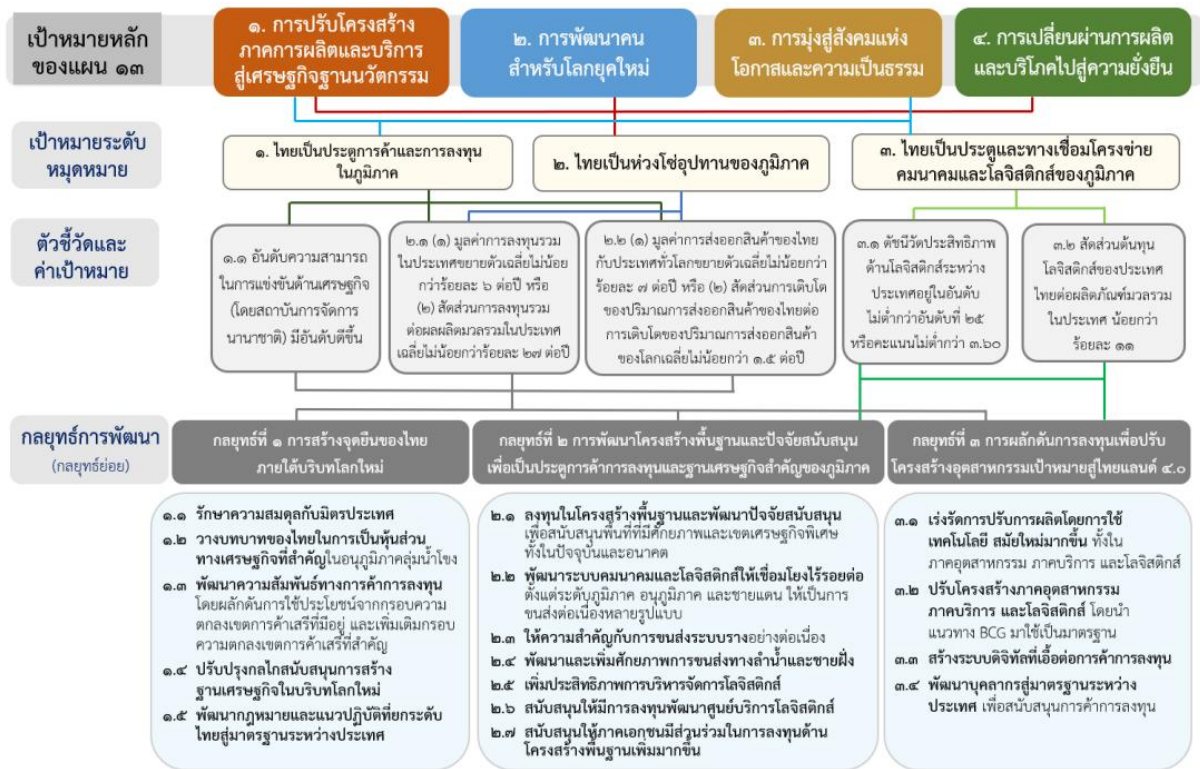 เป้าหมายหลัก
ของแผน ๑๓
๑. การปรับโครงสร้าง
ภาคการผลิตและบริการ
สู่เศรษฐกิจฐานนวัตกรรม
๒. การพัฒนาคน
สำหรับโลกยุคใหม่
๓. การมุ่งสู่สังคมแห่ง
โอกาสและความเป็นธรรม
๔. การเปลี่ยนผ่านการผลิต
และบริโภคไปสู่ความยั่งยืน
เป้าหมายระดับ
หมุดหมาย
๑. ไทยเป็นประตูการค้าและการลงทุน
ในภูมิภาค
๒. ไทยเป็นห่วงโซ่อุปทานของภูมิภาค
๓. ไทยเป็นประตูและทางเชื่อมโครงข่าย
คมนาคมและโลจิสติกส์ของภูมิภาค
ตัวชี้วัดและ
ค่าเป้าหมาย
๑.๑ อันดับความสามารถ
ในการแข่งขันด้านเศรษฐกิจ
(โดยสถาบันการจัดการ
นานาชาติ) มีอันดับดีขึ้น
๒.๑ (๑) มูลค่าการลงทุนรวม
ในประเทศขยายตัวเฉลี่ยไม่น้อย
กว่าร้อยละ ๖ ต่อปี หรือ
(๒) สัดส่วนการลงทุนรวม
ต่อผลผลิตมวลรวมในประเทศ
เฉลี่ยไม่น้อยกว่าร้อยละ ๒๗ ต่อปี
๒.๒ (๑) มูลค่าการส่งออกสินค้าของไทย
กับประเทศทั่วโลกขยายตัวเฉลี่ยไม่น้อยกว่า
ร้อยละ ๗ ต่อปี หรือ (๒) สัดส่วนการเติบโต
ของปริมาณการส่งออกสินค้าของไทยต่อ
การเติบโตของปริมาณการส่งออกสินค้า
ของโลกเฉลี่ยไม่น้อยกว่า ๑.๕ ต่อปี
๓.๑ ดัชนีวัดประสิทธิภาพ
ด้านโลจิสติกส์ระหว่าง
ประเทศอยู่ในอันดับ
ไม่ต่ำกว่าอันดับที่ ๒๕
หรือคะแนนไม่ต่ำกว่า ๓.๖๐
๓.๒ สัดส่วนต้นทุน
โลจิสติกส์ของประเทศ
ไทยต่อผลิตภัณฑ์มวลรวม
ในประเทศ น้อยกว่า
ร้อยละ ๑๑
กลยุทธ์การพัฒนา
(กลยุทธ์ย่อย)
กลยุทธ์ที่ ๑ การสร้างจุดยืนของไทย
ภายใต้บริบทโลกใหม่
กลยุทธ์ที่ ๒ การพัฒนาโครงสร้างพื้นฐานและปัจจัยสนับสนุน
เพื่อเป็นประตูการค้าการลงทุนและฐานเศรษฐกิจสำคัญของภูมิภาค
กลยุทธ์ที่ ๓ การผลักดันการลงทุนเพื่อปรับ
โครงสร้างอุตสาหกรรมเป้าหมายสู่ไทยแลนด์ ๔.๐
๑.๑ รักษาความสมดุลกับมิตรประเทศ
๑.๒ วางบทบาทของไทยในการเป็นหุ้นส่วน
ทางเศรษฐกิจที่สำคัญในอนุภูมิภาคลุ่มน้ำโขง
๑.๓ พัฒนาความสัมพันธ์ทางการค้าการลงทุน
โดยผลักดันการใช้ประโยชน์จากกรอบความ
ตกลงเขตการค้าเสรีที่มีอยู่ และเพิ่มเติมกรอบ
ความตกลงเขตการค้าเสรีที่สำคัญ
๑.๔ ปรับปรุงกลไกสนับสนุนการสร้าง
ฐานเศรษฐกิจในบริบทโลกใหม่
๑.๕ พัฒนากฎหมายและแนวปฏิบัติที่ยกระดับ
ไทยสู่มาตรฐานระหว่างประเทศ
๒.๑ ลงทุนในโครงสร้างพื้นฐานและพัฒนาปัจจัยสนับสนุน
เพื่อสนับสนุนพื้นที่ที่มีศักยภาพและเขตเศรษฐกิจพิเศษ
ทั้งในปัจจุบันและอนาคต
๒.๒ พัฒนาระบบคมนาคมและโลจิสติกส์ให้เชื่อมโยงไร้รอยต่อ
ตั้งแต่ระดับภูมิภาค อนุภูมิภาค และชายแดน ให้เป็นการ
ขนส่งต่อเนื่องหลายรูปแบบ
๒.๓ ให้ความสำคัญกับการขนส่งระบบรางอย่างต่อเนื่อง
๒.๔ พัฒนาและเพิ่มศักยภาพการขนส่งทางลำน้ำและชายฝั่ง
๒.๕ เพิ่มประสิทธิภาพการบริหารจัดการโลจิสติกส์
๒.๖ สนับสนุนให้มีการลงทุนพัฒนาศูนย์บริการโลจิสติกส์
๒.๗ สนับสนุนให้ภาคเอกชนมีส่วนร่วมในการลงทุนด้าน
โครงสร้างพื้นฐานเพิ่มมากขึ้น
๓.๑ เร่งรัดการปรับการผลิตโดยการใช้
เทคโนโลยี สมัยใหม่มากขึ้น ทั้งใน
ภาคอุตสาหกรรม ภาคบริการ และโลจิสติกส์
๓.๒ ปรับโครงสร้างภาคอุตสาหกรรม
ภาคบริการ และโลจิสติกส์ โดยนำ
แนวทาง BCG มาใช้เป็นมาตรฐาน
๓.๓ สร้างระบบดิจิทัลที่เอื้อต่อการค้าการลงทุน
๓.๔ พัฒนาบุคลากรสู่มาตรฐานระหว่าง
ประเทศ เพื่อสนับสนุนการค้าการลงทุน